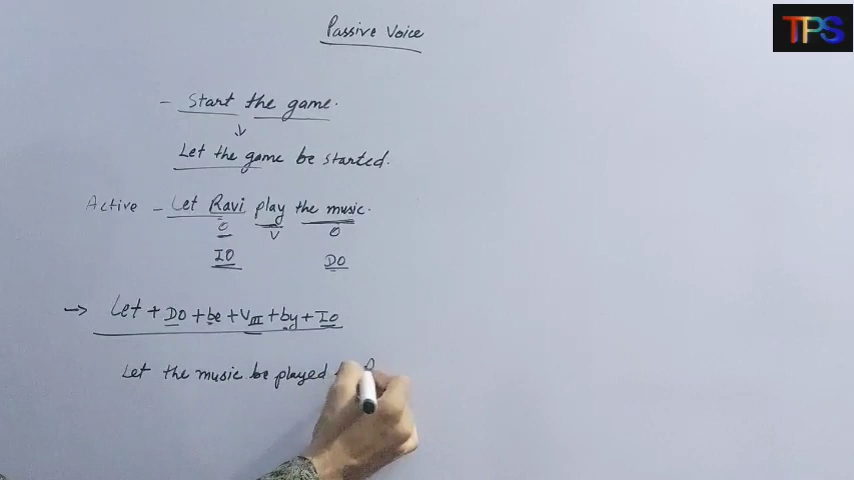 TPS
Passive Voice
- Start the game.
Let the game be started.
Active - Let Ravi play the music.
O V O
IO DO
→ Let + DO + be + VIII + by + IO
Let the music be played